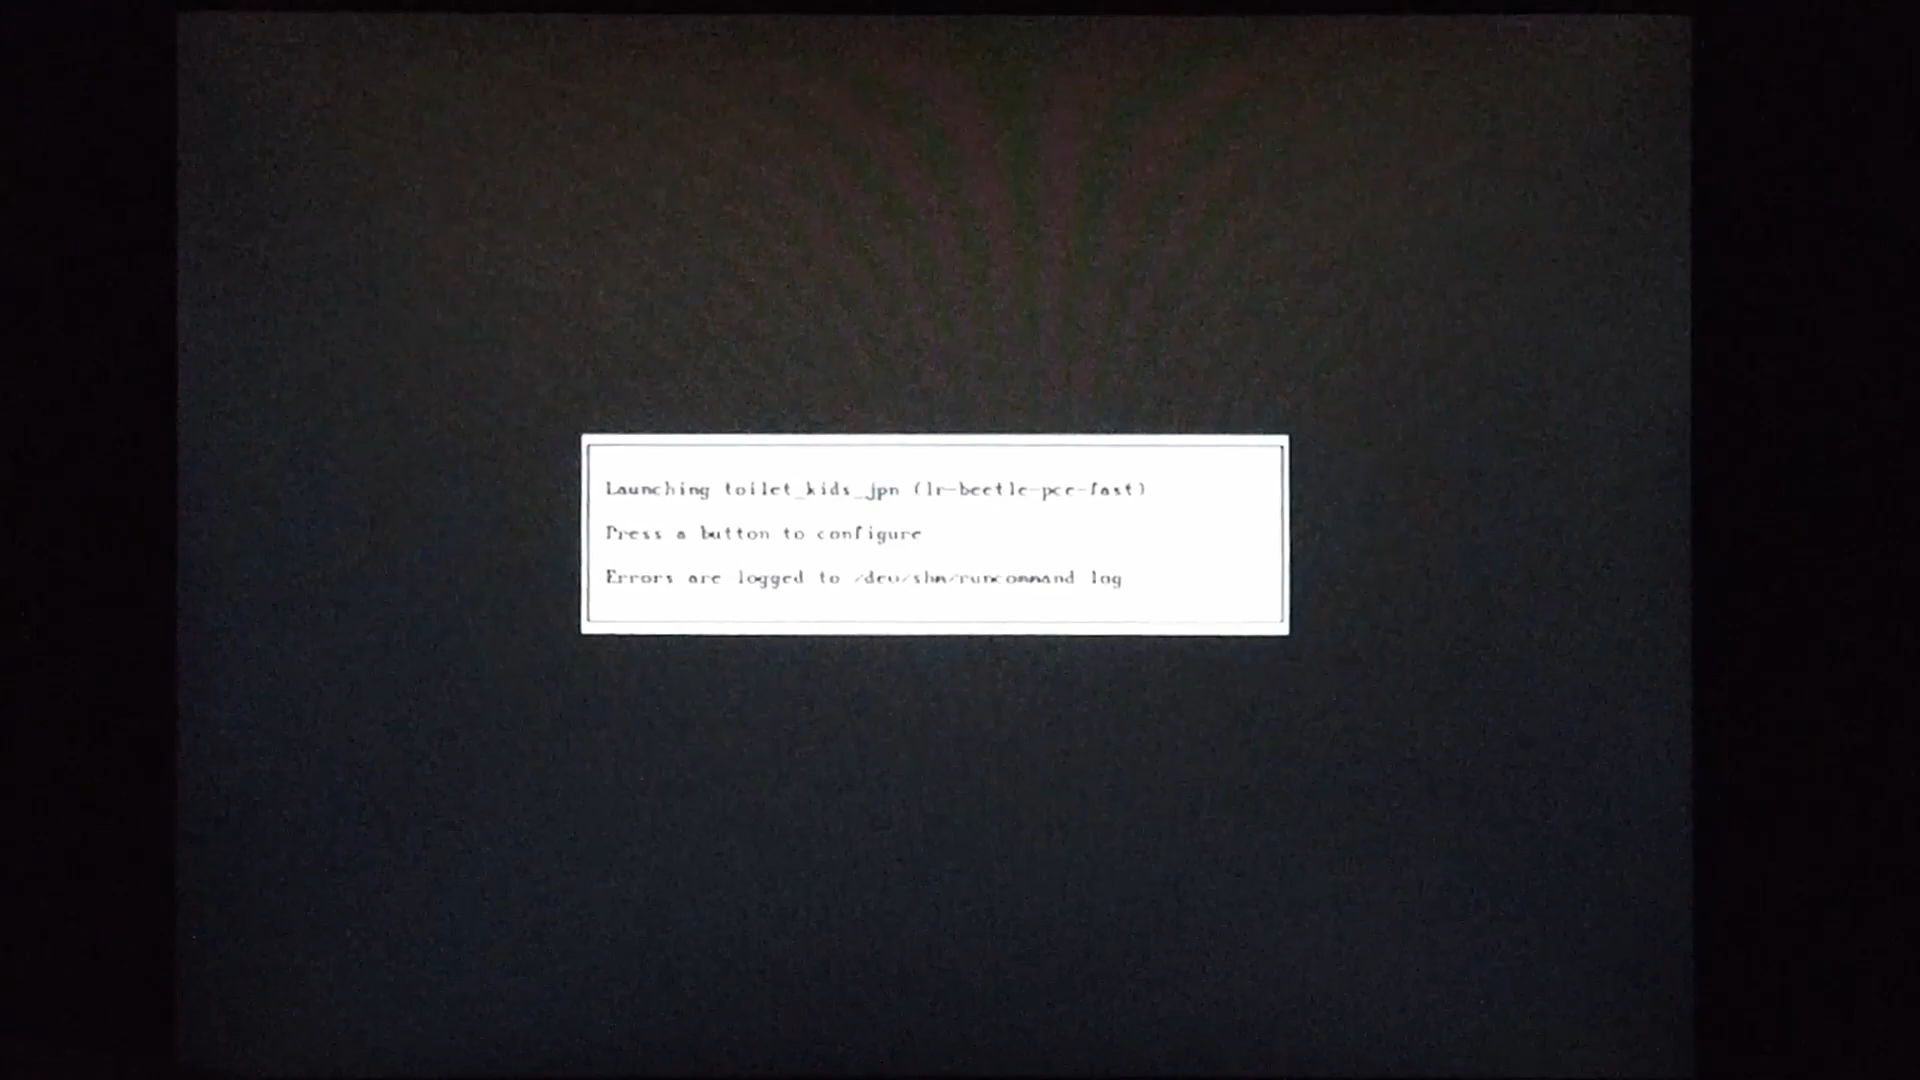 Launching toilet_kids_jpn (lr-beetle-pce-fast)
Press a button to configure
Errors are logged to /dev/shm/runcommand log